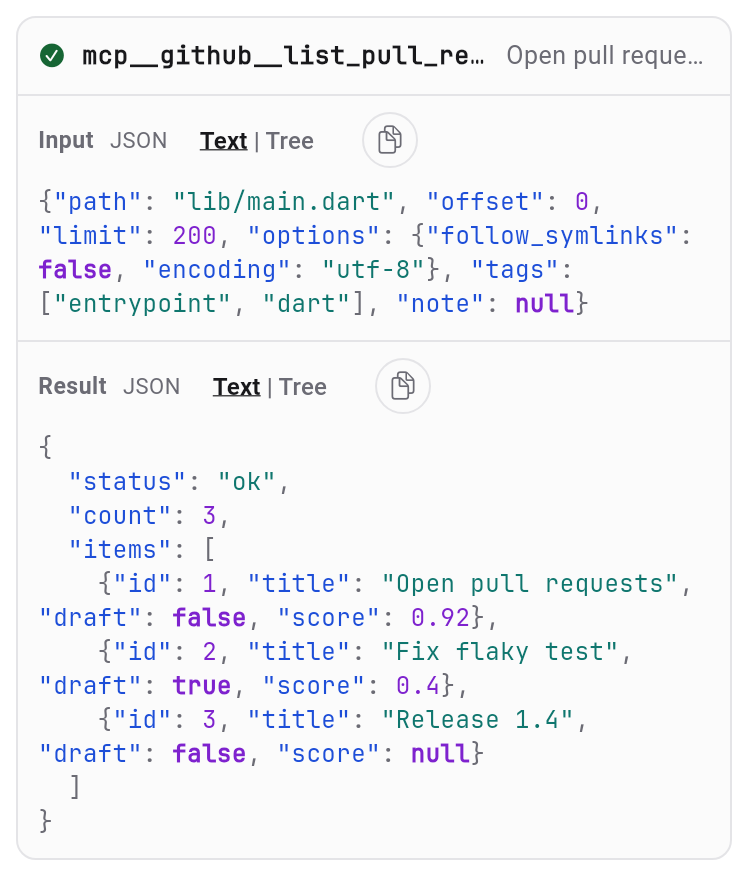 mcp__github__list_pull_re… Open pull reque…
Input JSON Text | Tree
{"path": "lib/main.dart", "offset": 0,
"limit": 200, "options": {"follow_symlinks":
false, "encoding": "utf-8"}, "tags":
["entrypoint", "dart"], "note": null}
Result JSON Text | Tree
{
  "status": "ok",
  "count": 3,
  "items": [
    {"id": 1, "title": "Open pull requests",
"draft": false, "score": 0.92},
    {"id": 2, "title": "Fix flaky test",
"draft": true, "score": 0.4},
    {"id": 3, "title": "Release 1.4",
"draft": false, "score": null}
  ]
}